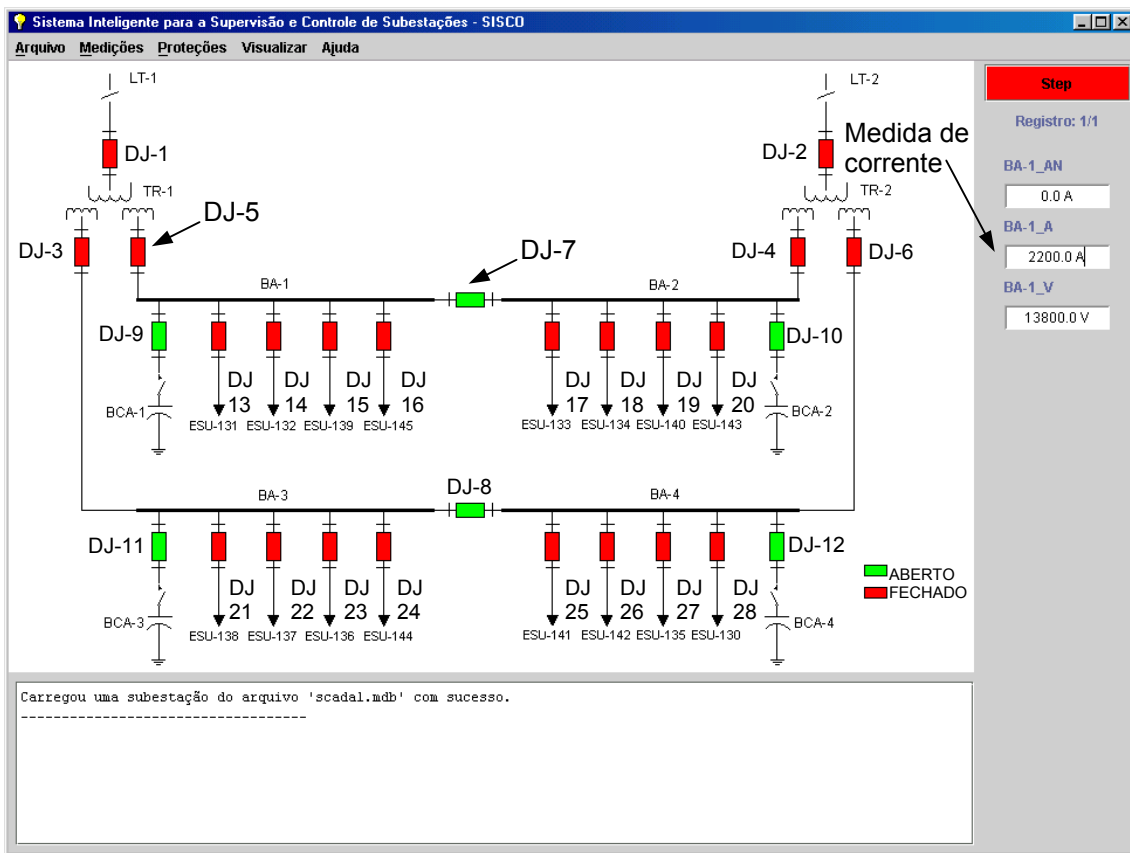 Sistema Inteligente para a Supervisão e Controle de Subestações - SISCO
Arquivo Medições Proteções Visualizar Ajuda
LT-1
LT-2
Step
Registro: 1/1
DJ-1
DJ-2
Medida de
corrente
BA-1_AN
0.0 A
TR-1
TR-2
DJ-5
BA-1_A
2200.0 A
DJ-3
DJ-7
DJ-4
DJ-6
BA-1
BA-2
BA-1_V
13800.0 V
DJ-9
DJ-10
DJ
13
DJ
14
DJ
15
DJ
16
DJ
17
DJ
18
DJ
19
DJ
20
BCA-1
BCA-2
ESU-131 ESU-132 ESU-139 ESU-145
ESU-133 ESU-134 ESU-140 ESU-143
DJ-8
BA-3
BA-4
DJ-11
DJ-12
ABERTO
FECHADO
DJ
21
DJ
22
DJ
23
DJ
24
DJ
25
DJ
26
DJ
27
DJ
28
BCA-3
BCA-4
ESU-138 ESU-137 ESU-136 ESU-144
ESU-141 ESU-142 ESU-135 ESU-130
Carregou uma subestação do arquivo 'scadal.mdb' com sucesso.
-----------------------------------